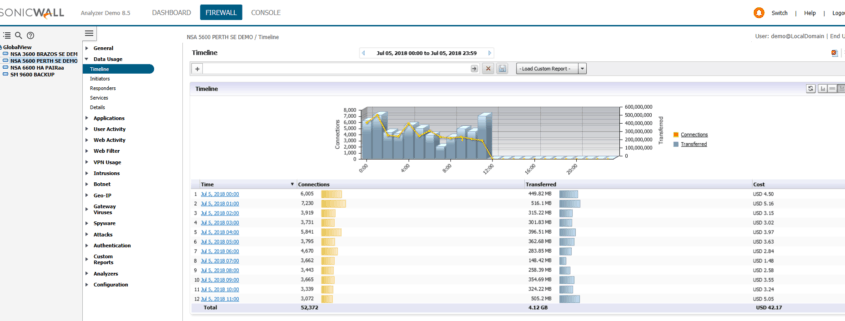 SONICWALL Analyzer Demo 8.5 DASHBOARD FIREWALL CONSOLE Switch | Help | Logo
GlobalView
NSA 3600 BRAZOS SE DEM
NSA 5600 PERTH SE DEMO
NSA 6600 HA PAIRaa
SM 9600 BACKUP
General
Data Usage
Timeline
Initiators
Responders
Services
Details
Applications
User Activity
Web Activity
Web Filter
VPN Usage
Intrusions
Botnet
Geo-IP
Gateway
Viruses
Spyware
Attacks
Authentication
Custom
Reports
Analyzers
Configuration
NSA 5600 PERTH SE DEMO / Timeline User: demo@LocalDomain | End U
Timeline Jul 05, 2018 00:00 to Jul 05, 2018 23:59
+ - Load Custom Report -
Timeline
8,000
7,000
6,000
5,000
4,000
3,000
2,000
1,000
0
Connections
0:00 4:00 8:00 12:00 16:00 20:00
600,000,000
500,000,000
400,000,000
300,000,000
200,000,000
100,000,000
0
Transferred
Connections
Transferred
Time Connections Transferred Cost
1 Jul 5, 2018 00:00 6,005 449.82 MB USD 4.50
2 Jul 5, 2018 01:00 7,230 516.1 MB USD 5.16
3 Jul 5, 2018 02:00 3,919 315.22 MB USD 3.15
4 Jul 5, 2018 03:00 3,731 301.83 MB USD 3.02
5 Jul 5, 2018 04:00 5,841 396.51 MB USD 3.97
6 Jul 5, 2018 05:00 3,795 362.68 MB USD 3.63
7 Jul 5, 2018 06:00 4,670 283.85 MB USD 2.84
8 Jul 5, 2018 07:00 3,662 148.42 MB USD 1.48
9 Jul 5, 2018 08:00 3,443 258.39 MB USD 2.58
10 Jul 5, 2018 09:00 3,665 354.69 MB USD 3.55
11 Jul 5, 2018 10:00 3,339 324.22 MB USD 3.24
12 Jul 5, 2018 11:00 3,072 505.2 MB USD 5.05
Total 52,372 4.12 GB USD 42.17